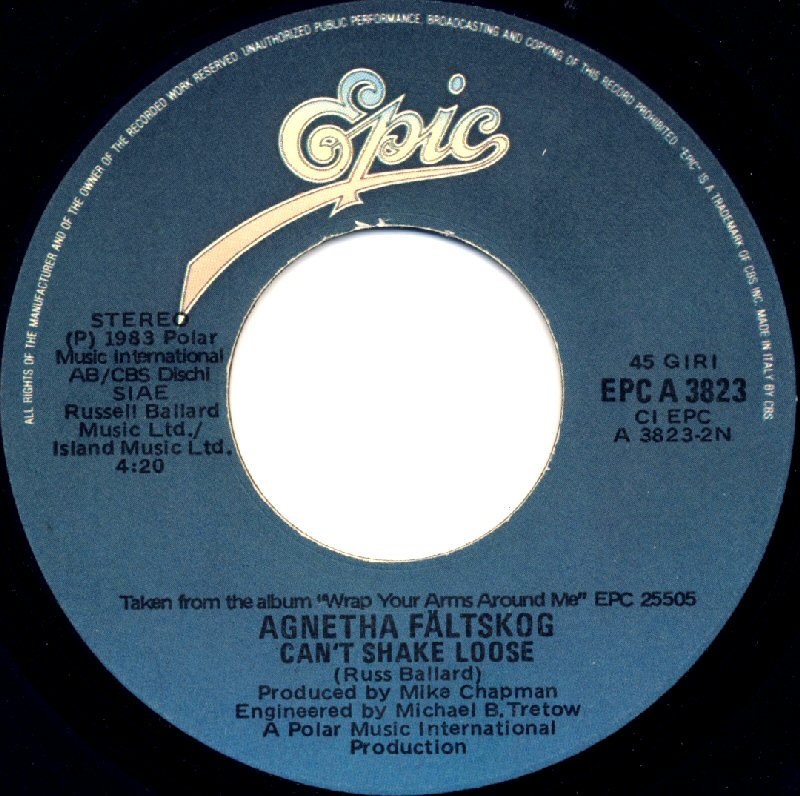 ALL RIGHTS OF THE MANUFACTURER AND OF THE OWNER OF THE RECORDED WORK RESERVED UNAUTHORIZED PUBLIC PERFORMANCE, BROADCASTING AND COPYING OF THIS RECORD PROHIBITED. "EPIC" IS A TRADEMARK OF CBS INC. MADE IN ITALY BY CBS
Epic
STEREO
(P) 1983 Polar
Music International
AB/CBS Dischi
SIAE
Russell Ballard
Music Ltd./
Island Music Ltd.
4:20
45 GIRI
EPC A 3823
CI EPC
A 3823-2N
Taken from the album "Wrap Your Arms Around Me" EPC 25505
AGNETHA FÄLTSKOG
CAN'T SHAKE LOOSE
(Russ Ballard)
Produced by Mike Chapman
Engineered by Michael B. Tretow
A Polar Music International
Production